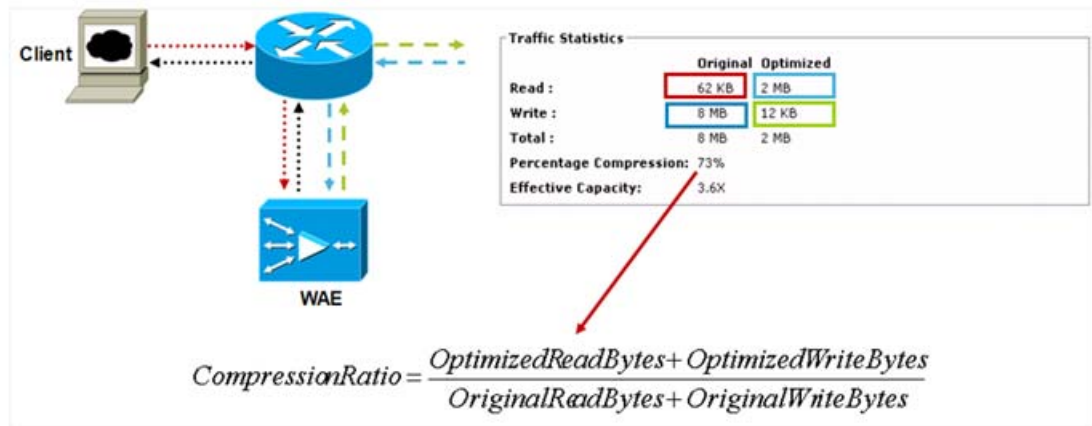 Client
WAE
Traffic Statistics
Original Optimized
Read : 62 KB 2 MB
Write : 8 MB 12 KB
Total : 8 MB 2 MB
Percentage Compression: 73%
Effective Capacity: 3.6X
CompressionRatio = OptimizedReadBytes + OptimizedWriteBytes / OriginalReadBytes + OriginalWriteBytes